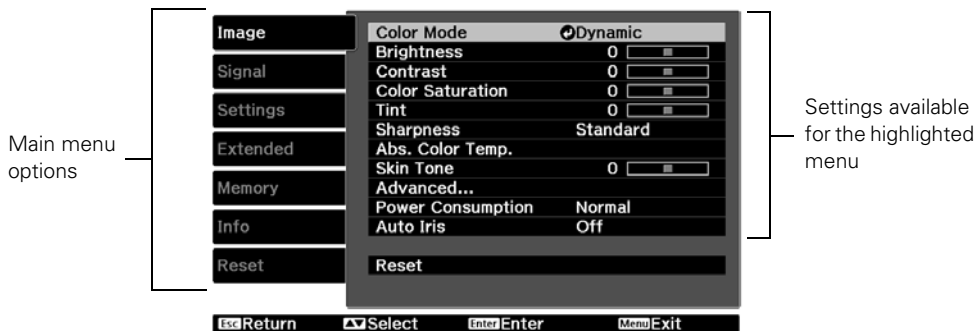 Main menu
options
Image
Signal
Settings
Extended
Memory
Info
Reset
Color Mode Dynamic
Brightness 0
Contrast 0
Color Saturation 0
Tint 0
Sharpness Standard
Abs. Color Temp.
Skin Tone 0
Advanced...
Power Consumption Normal
Auto Iris Off
Reset
Settings available
for the highlighted
menu
Esc Return Select Enter Enter Menu Exit